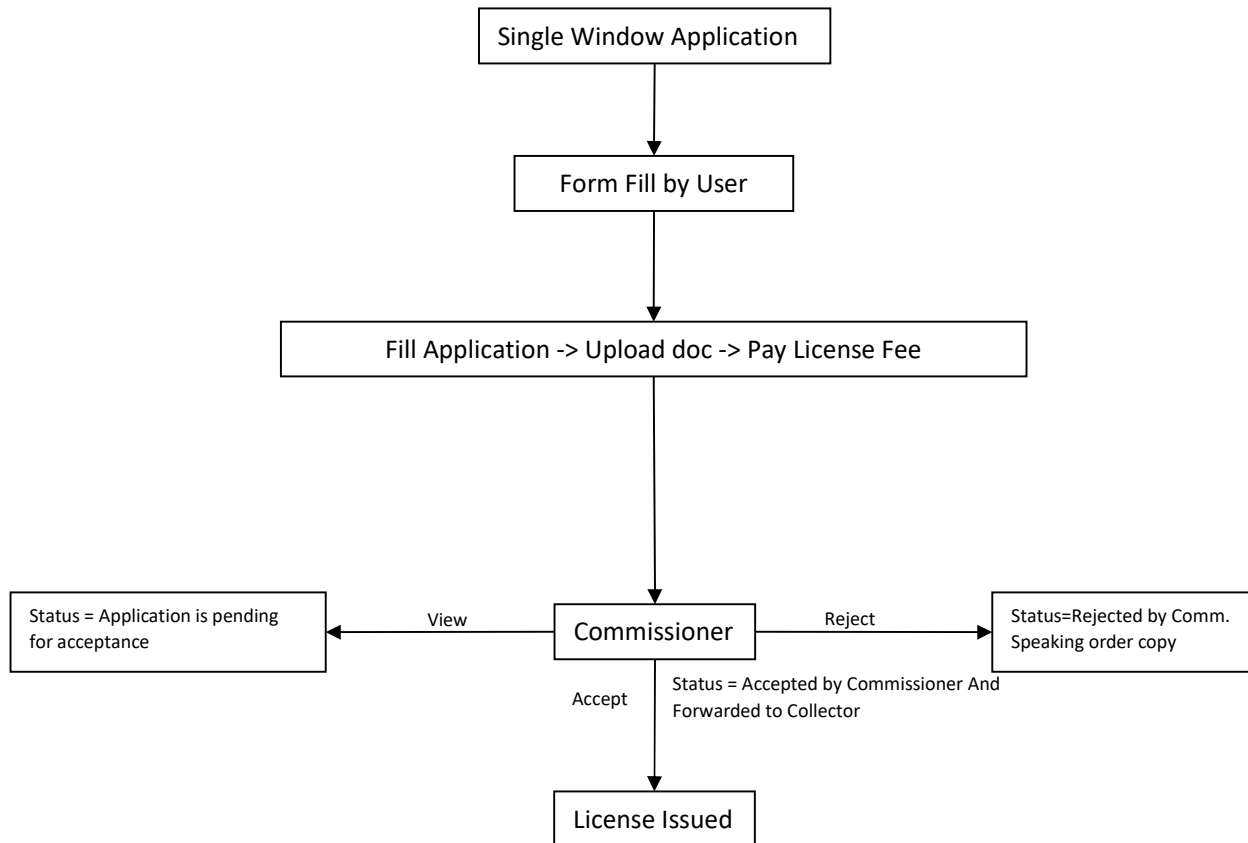 Single Window Application
Form Fill by User
Fill Application -> Upload doc -> Pay License Fee
Status = Application is pending
for acceptance
View
Commissioner
Reject
Status=Rejected by Comm.
Speaking order copy
Accept
Status = Accepted by Commissioner And
Forwarded to Collector
License Issued